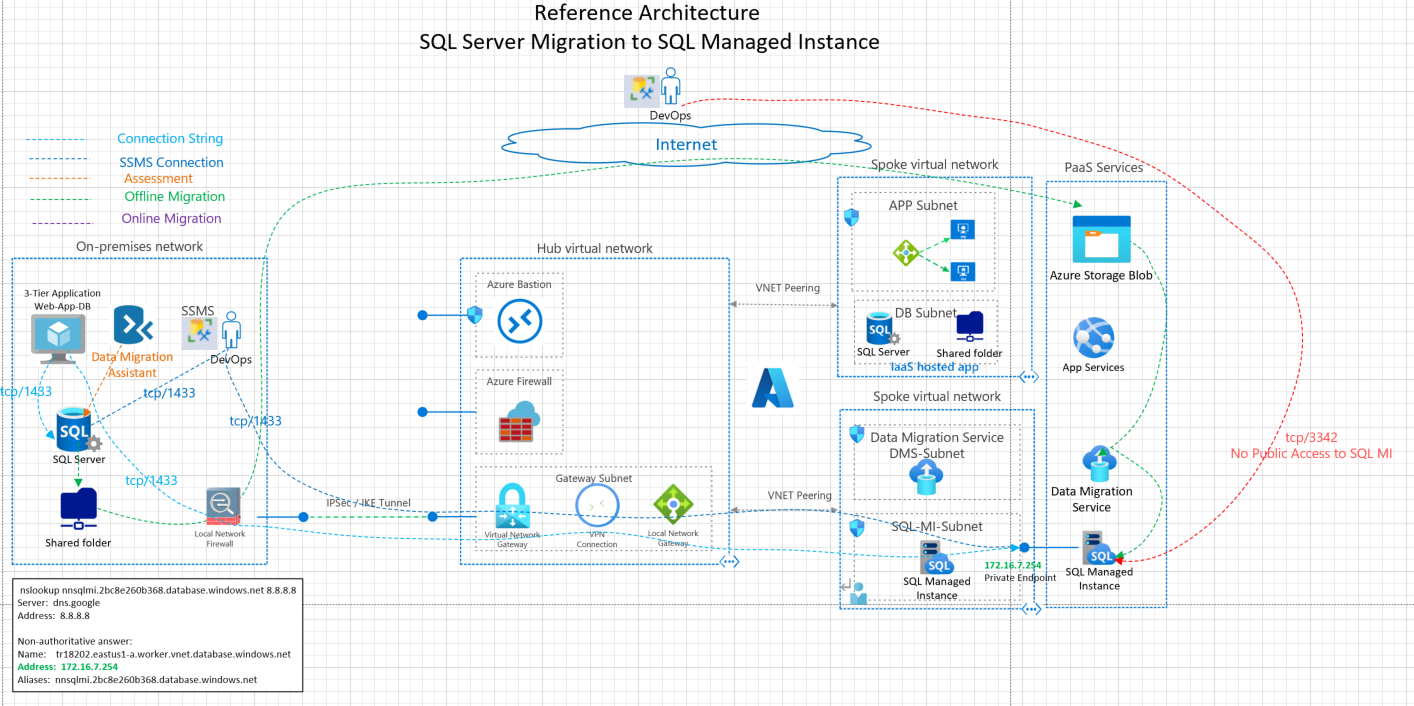 Reference Architecture
SQL Server Migration to SQL Managed Instance
DevOps
Internet
Connection String
SSMS Connection
Assessment
Offline Migration
Online Migration
On-premises network
3-Tier Application
Web-App-DB
SSMS
DevOps
Data Migration
Assistant
tcp/1433
tcp/1433
tcp/1433
SQL
SQL Server
tcp/1433
Shared folder
Local Network
Firewall
IPSec / IKE Tunnel
Hub virtual network
Azure Bastion
Azure Firewall
Gateway Subnet
Virtual Network
Gateway
VPN
Connection
Local Network
Gateway
VNET Peering
VNET Peering
Spoke virtual network
APP Subnet
VM
VM
DB Subnet
SQL
SQL Server
Shared folder
IaaS hosted app
Spoke virtual network
Data Migration Service
DMS-Subnet
SQL-MI-Subnet
SQL
SQL Managed
Instance
172.16.7.254
Private Endpoint
PaaS Services
Azure Storage Blob
App Services
Data Migration
Service
SQL
SQL Managed
Instance
tcp/3342
No Public Access to SQL MI
nslookup nnsqlmi.2bc8e260b368.database.windows.net 8.8.8.8
Server: dns.google
Address: 8.8.8.8
Non-authoritative answer:
Name: tr18202.eastus1-a.worker.vnet.database.windows.net
Address: 172.16.7.254
Aliases: nnsqlmi.2bc8e260b368.database.windows.net